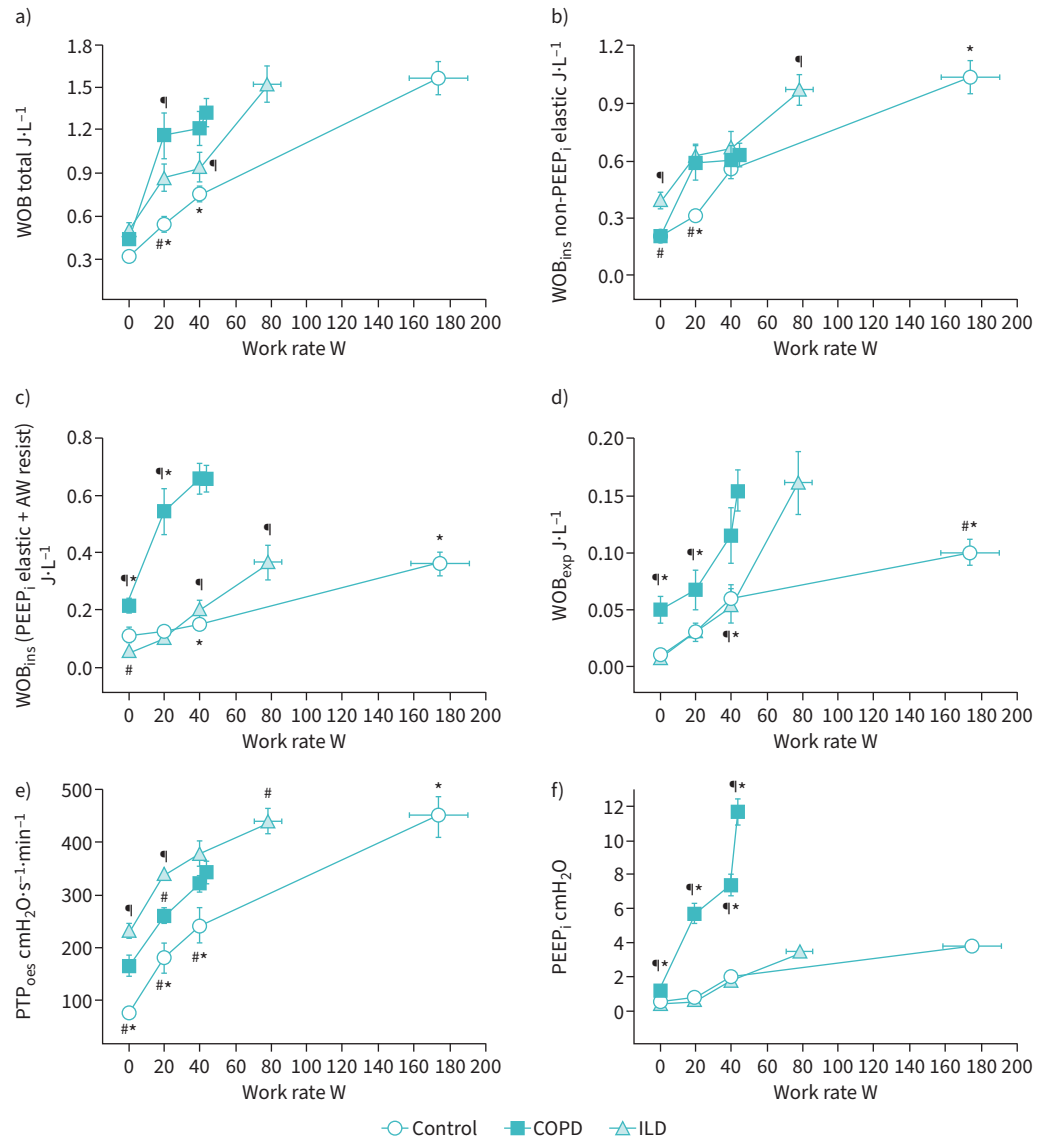 a)
WOB total J·L⁻¹
1.8
1.5
1.2
0.9
0.6
0.3
¶
¶
#*
*
0 20 40 60 80 100 120 140 160 180 200
Work rate W
b)
WOBins non-PEEPi elastic J·L⁻¹
1.2
0.9
0.6
0.3
0.0
*
¶
¶
#*
#
0 20 40 60 80 100 120 140 160 180 200
Work rate W
c)
WOBins (PEEPi elastic + AW resist)
J·L⁻¹
0.8
0.6
0.4
0.2
0.0
¶*
¶*
¶
¶
*
*
#
0 20 40 60 80 100 120 140 160 180 200
Work rate W
d)
WOBexp J·L⁻¹
0.20
0.15
0.10
0.05
0.00
¶*
¶*
¶*
#*
0 20 40 60 80 100 120 140 160 180 200
Work rate W
e)
PTPoes cmH₂O·s⁻¹·min⁻¹
500
400
300
200
100
¶
¶
#
#
*
#*
#*
#*
0 20 40 60 80 100 120 140 160 180 200
Work rate W
f)
PEEPi cmH₂O
12
10
8
6
4
2
0
¶*
¶*
¶*
¶*
0 20 40 60 80 100 120 140 160 180 200
Work rate W
Control COPD ILD